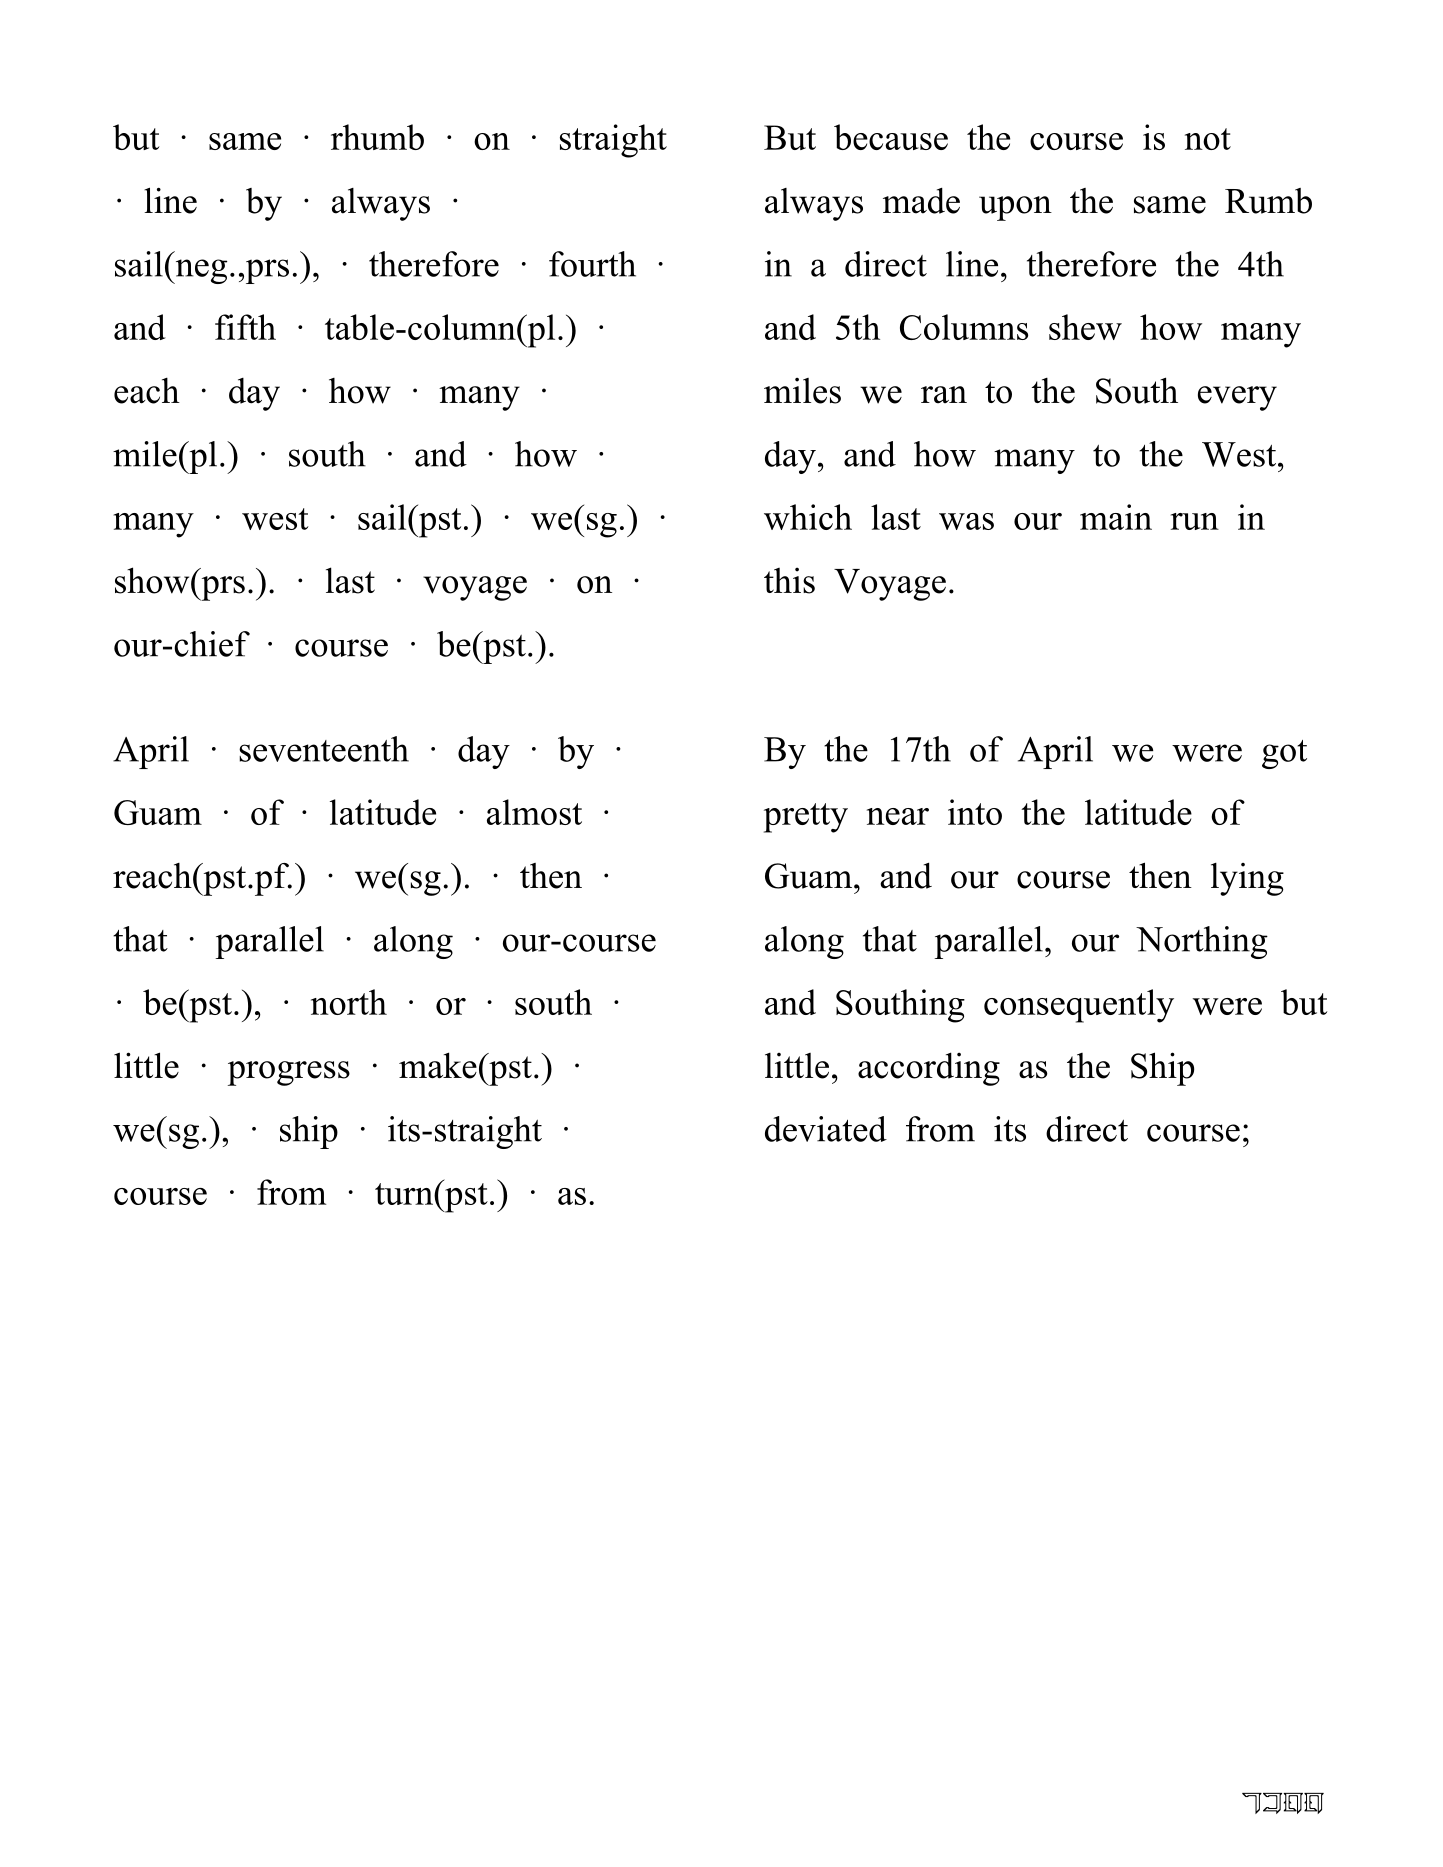 but · same · rhumb · on · straight
· line · by · always ·
sail(neg.,prs.), · therefore · fourth ·
and · fifth · table-column(pl.) ·
each · day · how · many ·
mile(pl.) · south · and · how ·
many · west · sail(pst.) · we(sg.) ·
show(prs.). · last · voyage · on ·
our-chief · course · be(pst.).
But because the course is not
always made upon the same Rumb
in a direct line, therefore the 4th
and 5th Columns shew how many
miles we ran to the South every
day, and how many to the West,
which last was our main run in
this Voyage.
April · seventeenth · day · by ·
Guam · of · latitude · almost ·
reach(pst.pf.) · we(sg.). · then ·
that · parallel · along · our-course
· be(pst.), · north · or · south ·
little · progress · make(pst.) ·
we(sg.), · ship · its-straight ·
course · from · turn(pst.) · as.
By the 17th of April we were got
pretty near into the latitude of
Guam, and our course then lying
along that parallel, our Northing
and Southing consequently were but
little, according as the Ship
deviated from its direct course;